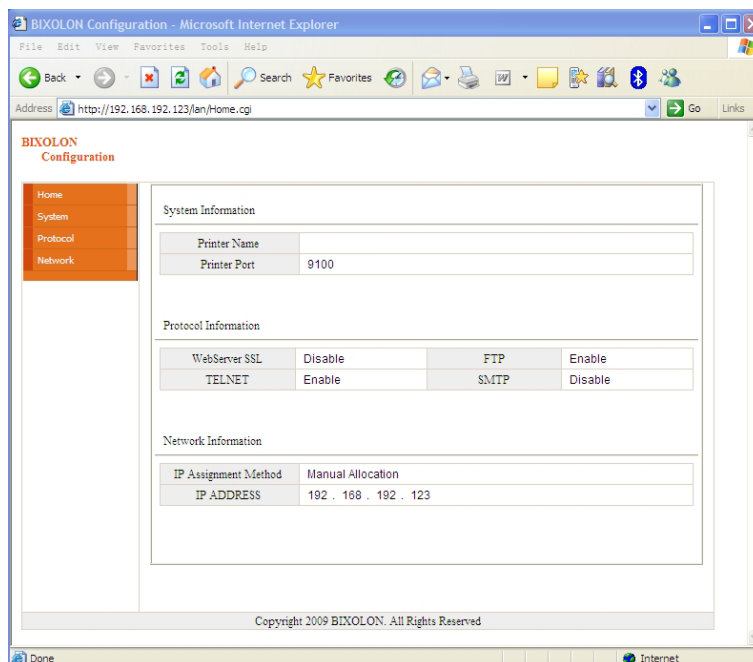 BIXOLON Configuration - Microsoft Internet Explorer
File Edit View Favorites Tools Help
Back Search Favorites W
Address http://192.168.192.123/lan/Home.cgi Go Links
BIXOLON
Configuration
Home
System
Protocol
Network
System Information
Printer Name
Printer Port 9100
Protocol Information
WebServer SSL Disable FTP Enable
TELNET Enable SMTP Disable
Network Information
IP Assignment Method Manual Allocation
IP ADDRESS 192 . 168 . 192 . 123
Copyright 2009 BIXOLON. All Rights Reserved
Done Internet